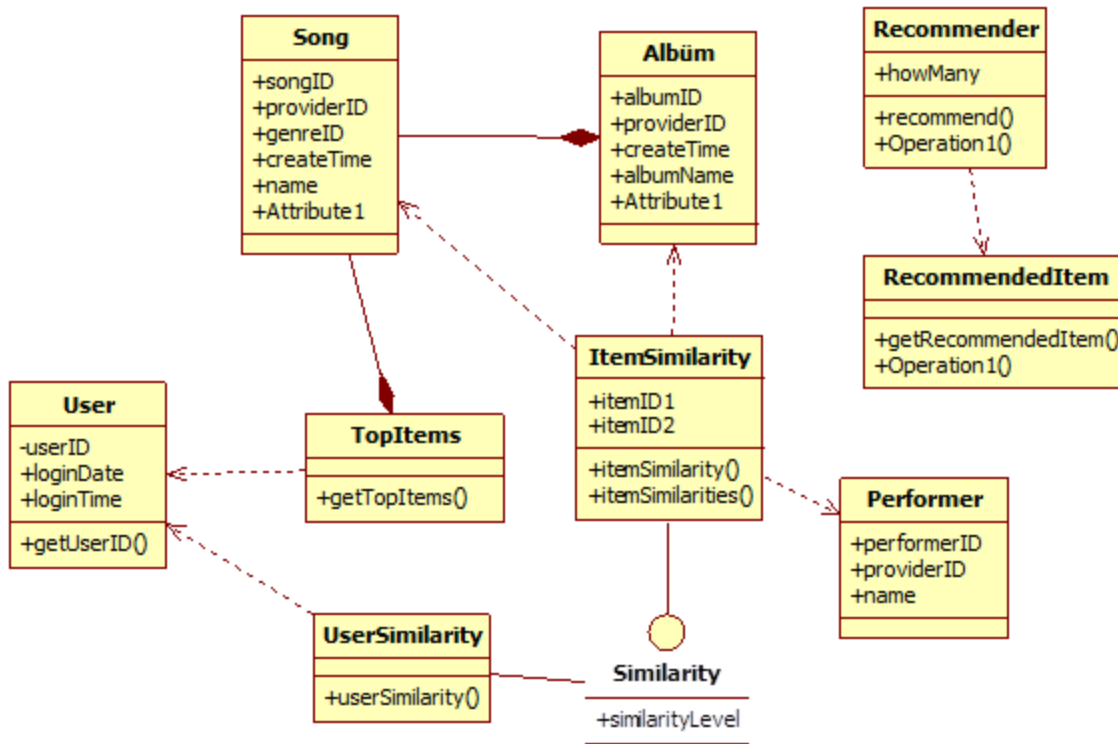 Song
+songID
+providerID
+genreID
+createTime
+name
+Attribute1
Albüm
+albumID
+providerID
+createTime
+albumName
+Attribute1
Recommender
+howMany
+recommend()
+Operation1()
RecommendedItem
+getRecommendedItem()
+Operation1()
ItemSimilarity
+itemID1
+itemID2
+itemSimilarity()
+itemSimilarities()
User
-userID
+loginDate
+loginTime
+getUserID()
TopItems
+getTopItems()
Performer
+performerID
+providerID
+name
UserSimilarity
+userSimilarity()
Similarity
+similarityLevel